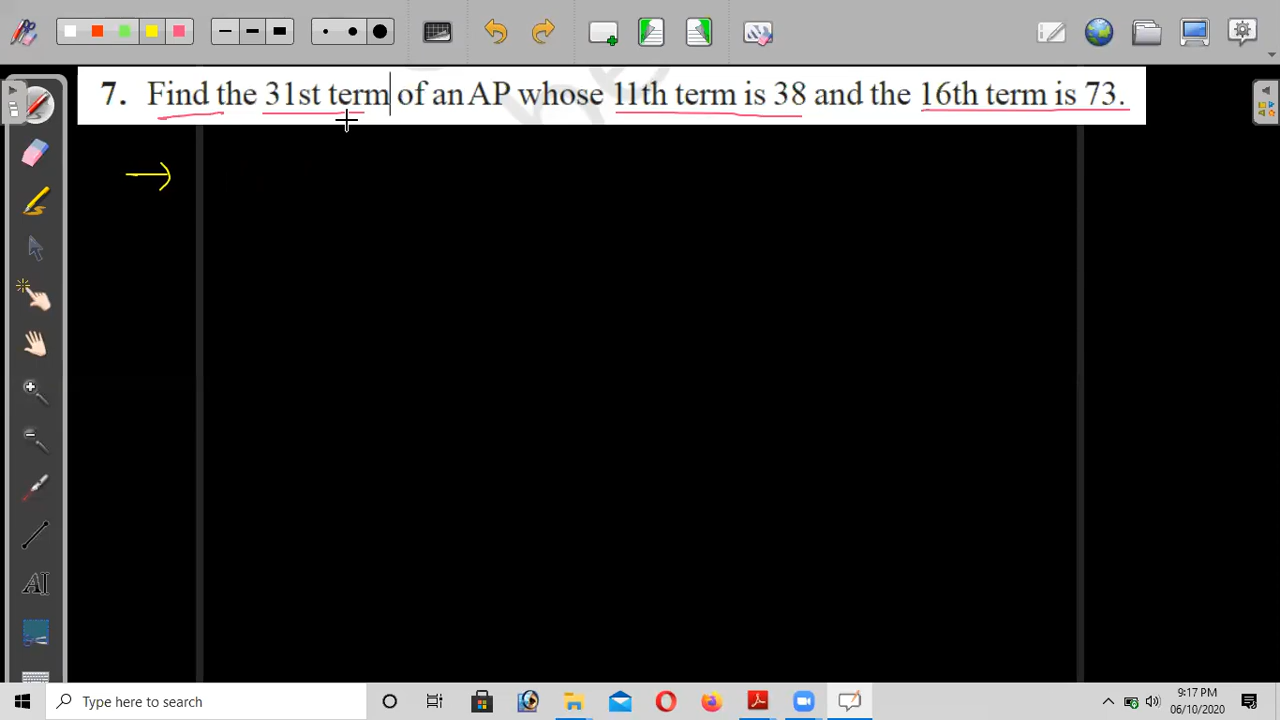 7. Find the 31st term of an AP whose 11th term is 38 and the 16th term is 73.
AI
Type here to search
9:17 PM
06/10/2020